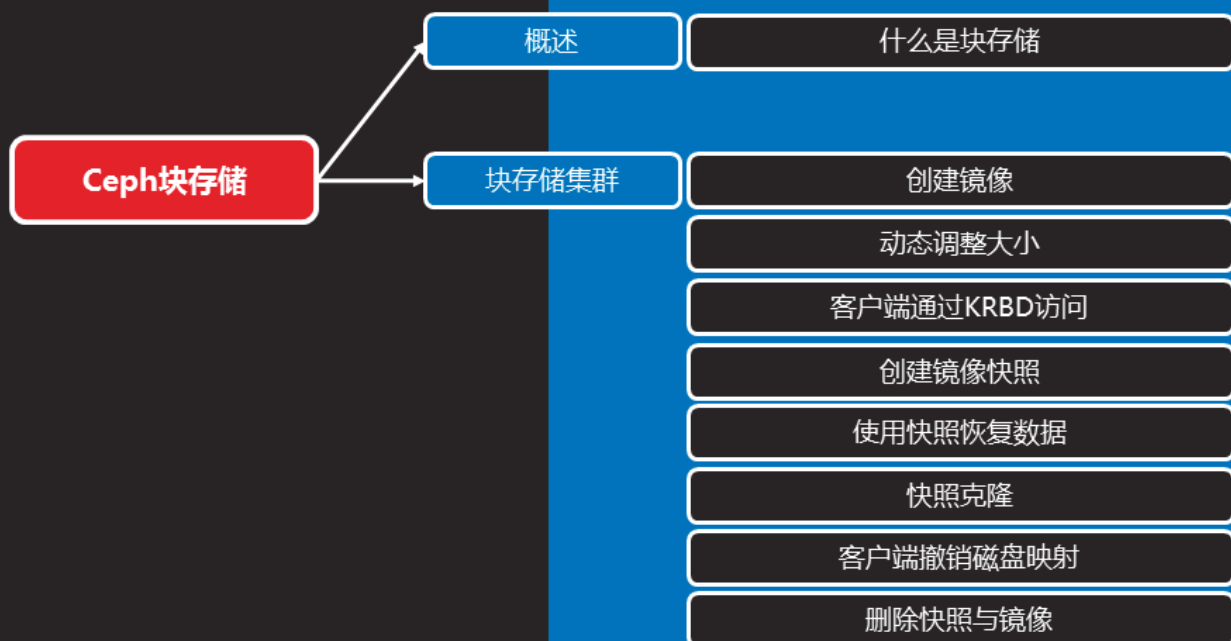 概述
什么是块存储
Ceph块存储
块存储集群
创建镜像
动态调整大小
客户端通过KRBD访问
创建镜像快照
使用快照恢复数据
快照克隆
客户端撤销磁盘映射
删除快照与镜像